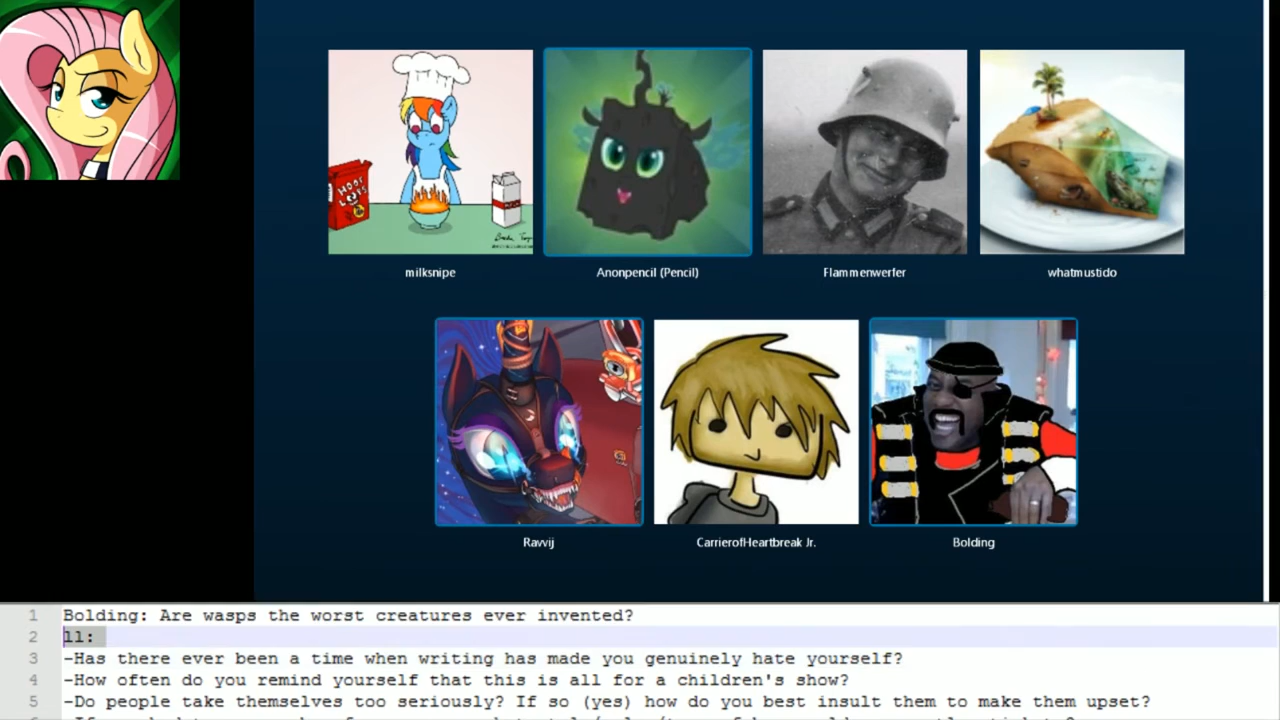 HOOF
milksnipe
Anonpencil (Pencil)
Flammenwerfer
whatmustido
Ravvij
CarrierofHeartbreak Jr.
Bolding
1 Bolding: Are wasps the worst creatures ever invented?
2 ll:
3 -Has there ever been a time when writing has made you genuinely hate yourself?
4 -How often do you remind yourself that this is all for a children's show?
5 -Do people take themselves too seriously? If so (yes) how do you best insult them to make them upset?